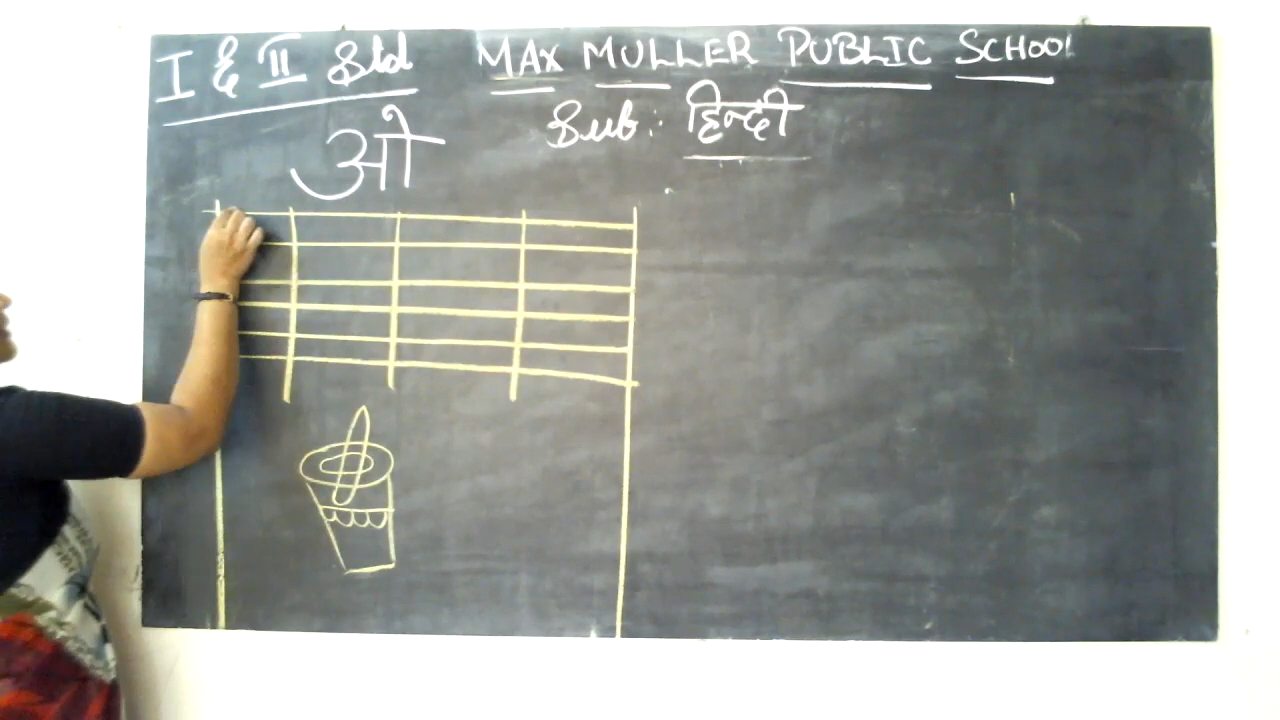 I & II Std MAX MULLER PUBLIC SCHOOL
Sub: हिन्दी
ओ